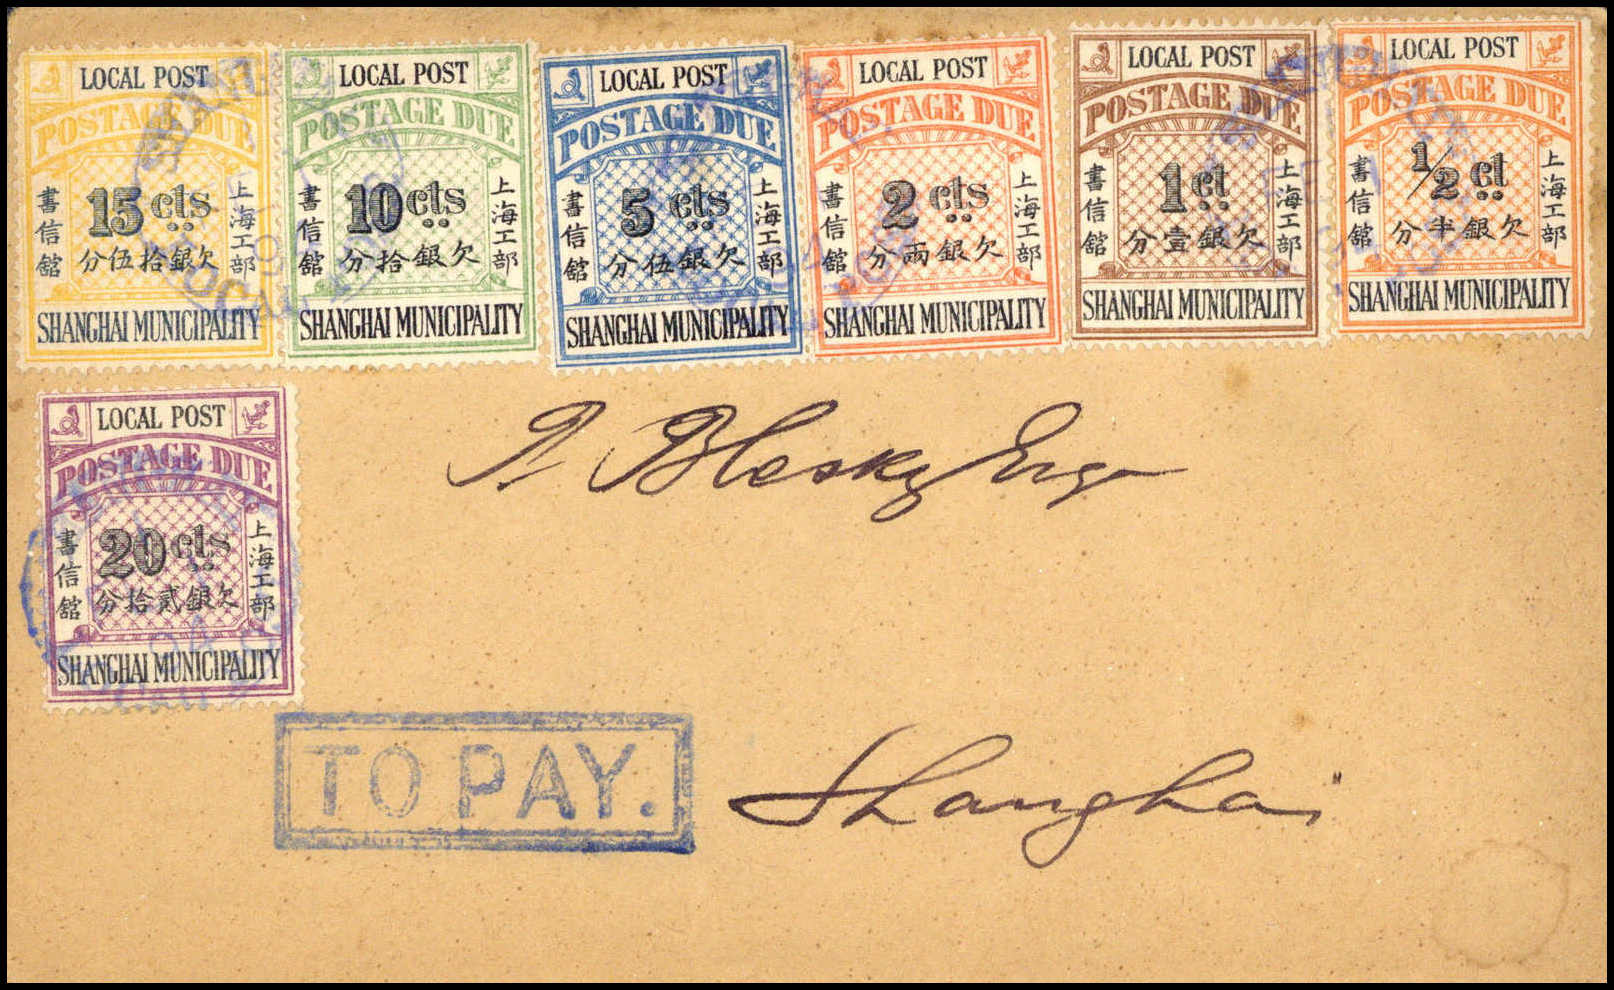 LOCAL POST
POSTAGE DUE
15 cts
分伍拾銀欠
書信館
上海工部
SHANGHAI MUNICIPALITY
LOCAL POST
POSTAGE DUE
10 cts
分拾銀欠
書信館
上海工部
SHANGHAI MUNICIPALITY
LOCAL POST
POSTAGE DUE
5 cts
分伍銀欠
書信館
上海工部
SHANGHAI MUNICIPALITY
LOCAL POST
POSTAGE DUE
2 cts
分兩銀欠
書信館
上海工部
SHANGHAI MUNICIPALITY
LOCAL POST
POSTAGE DUE
1 ct
分壹銀欠
書信館
上海工部
SHANGHAI MUNICIPALITY
LOCAL POST
POSTAGE DUE
1/2 ct
分半銀欠
書信館
上海工部
SHANGHAI MUNICIPALITY
LOCAL POST
POSTAGE DUE
20 cts
分拾貳銀欠
書信館
上海工部
SHANGHAI MUNICIPALITY
Blesky Esq
TO PAY.
Shanghai